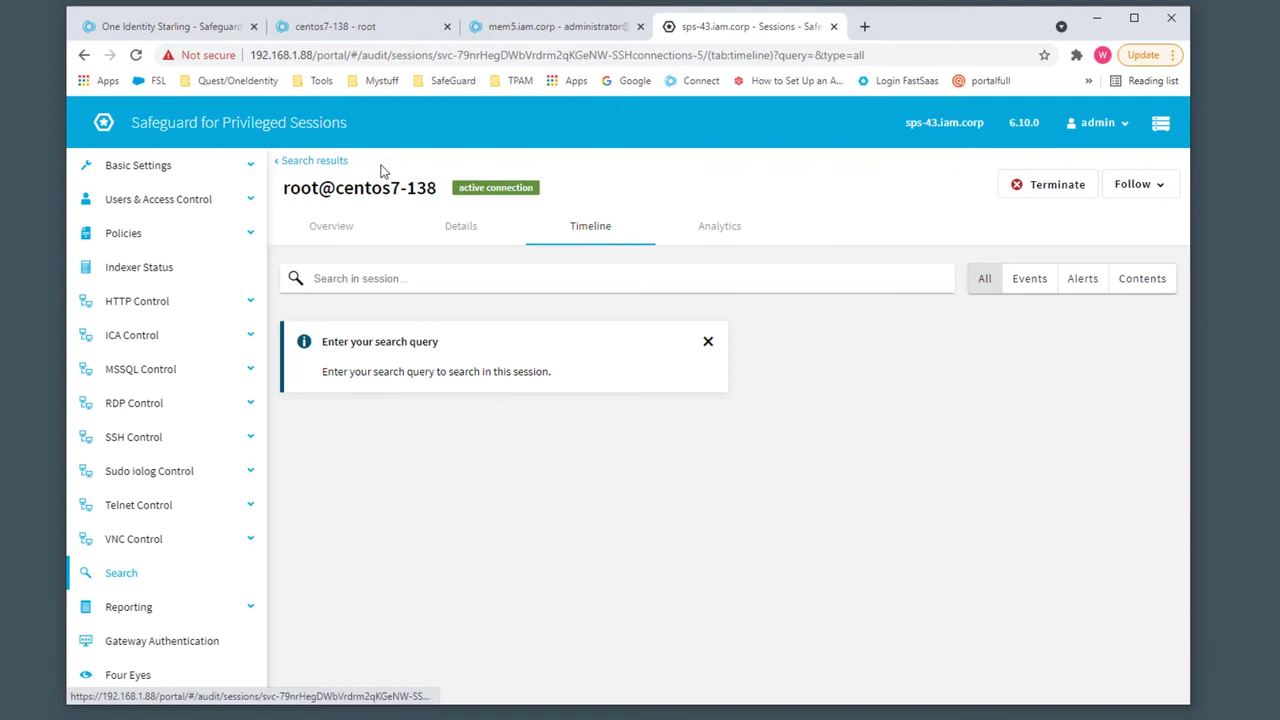 One Identity Starling - Safeguard
centos7-138 - root
mem5.iam.corp - administrator@
sps-43.iam.corp - Sessions - Safe
Not secure
192.168.1.88/portal/#/audit/sessions/svc-79nrHegDWbVrdrm2qKGeNW-SSHconnections-5/(tab:timeline)?query=&type=all
W
Update
Apps
FSL
Quest/OneIdentity
Tools
Mystuff
SafeGuard
TPAM
Apps
Google
Connect
How to Set Up an A...
Login FastSaas
portalfull
»
Reading list
Safeguard for Privileged Sessions
sps-43.iam.corp
6.10.0
admin
Basic Settings
Users & Access Control
Policies
Indexer Status
HTTP Control
ICA Control
MSSQL Control
RDP Control
SSH Control
Sudo iolog Control
Telnet Control
VNC Control
Search
Reporting
Gateway Authentication
Four Eyes
‹ Search results
root@centos7-138
active connection
Terminate
Follow
Overview
Details
Timeline
Analytics
Search in session...
All
Events
Alerts
Contents
Enter your search query
Enter your search query to search in this session.
https://192.168.1.88/portal/#/audit/sessions/svc-79nrHegDWbVrdrm2qKGeNW-SS...